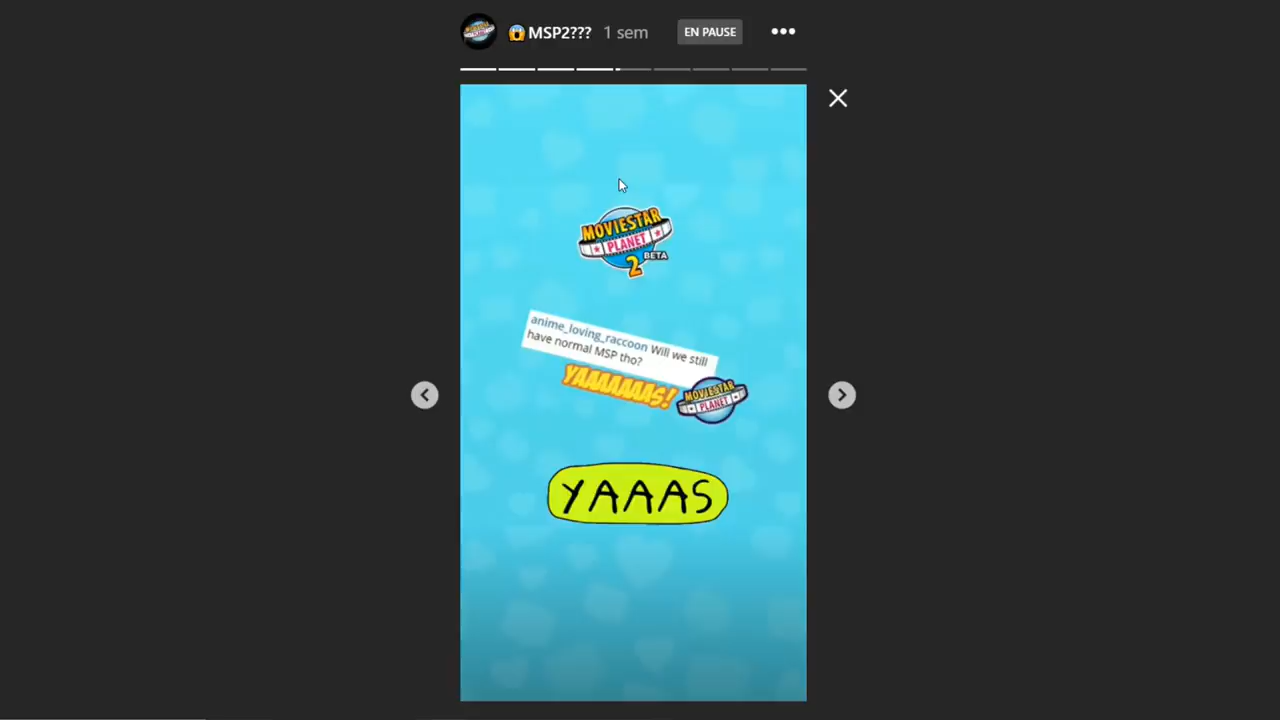 😱MSP2??? 1 sem EN PAUSE
MOVIESTAR
PLANET
2 BETA
anime_loving_raccoon Will we still
have normal MSP tho?
YAAAAAAAS!
MOVIESTAR
PLANET
YAAAS